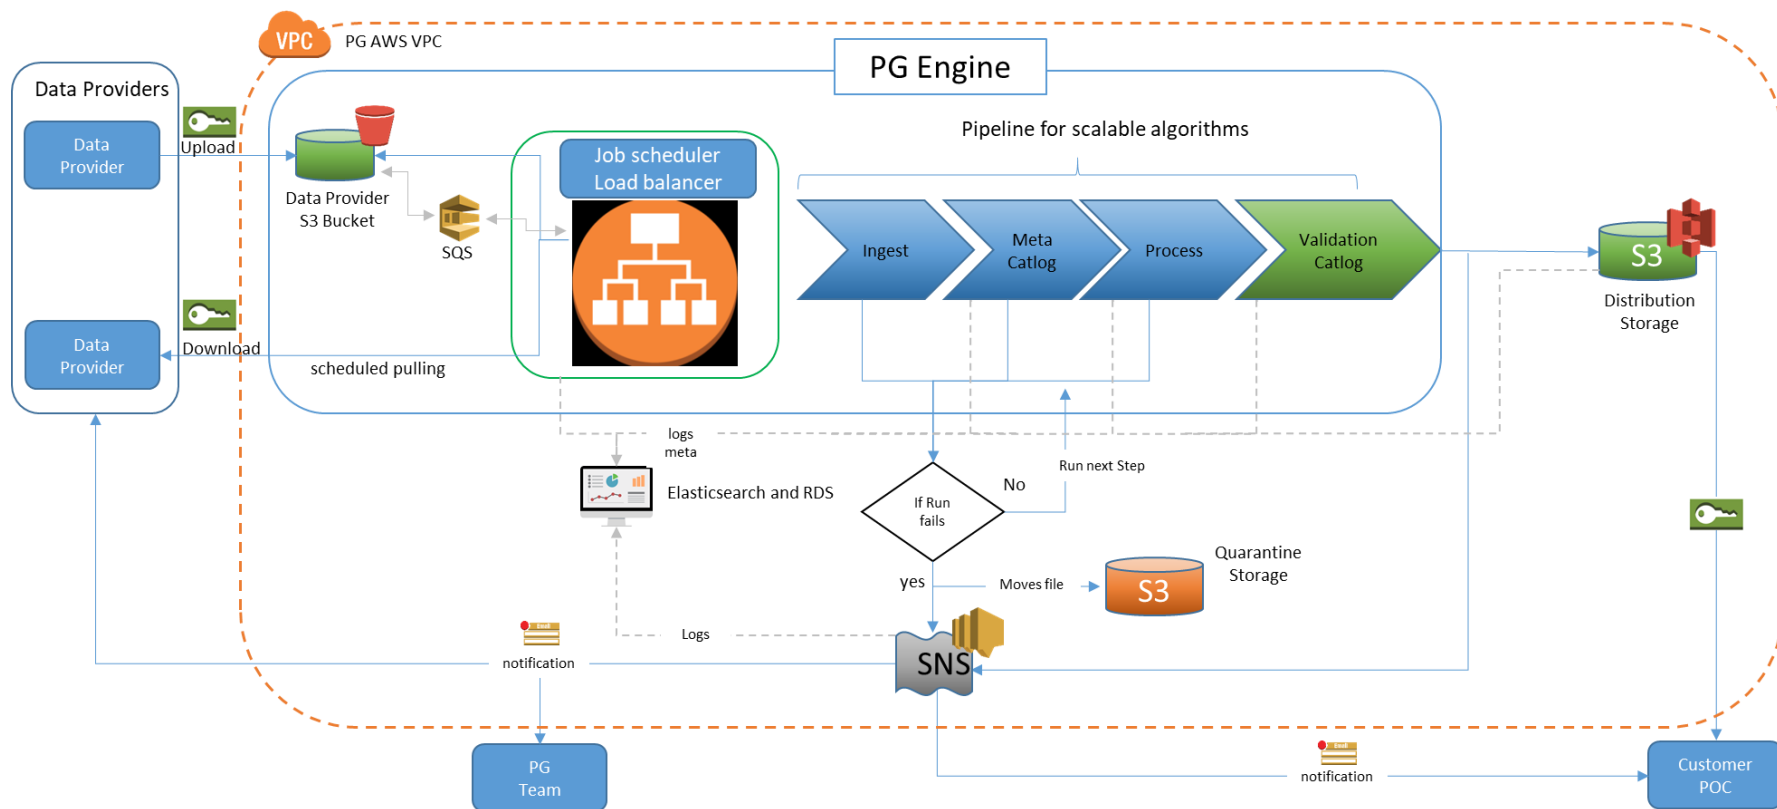 VPC
PG AWS VPC
PG Engine
Data Providers
Data
Provider
Upload
Data Provider
S3 Bucket
SQS
Job scheduler
Load balancer
Pipeline for scalable algorithms
Ingest
Meta
Catlog
Process
Validation
Catlog
S3
Distribution
Storage
Data
Provider
Download
scheduled pulling
logs
meta
Elasticsearch and RDS
If Run
fails
No
Run next Step
yes
Moves file
S3
Quarantine
Storage
Logs
SNS
Email
notification
PG
Team
Email
notification
Customer
POC